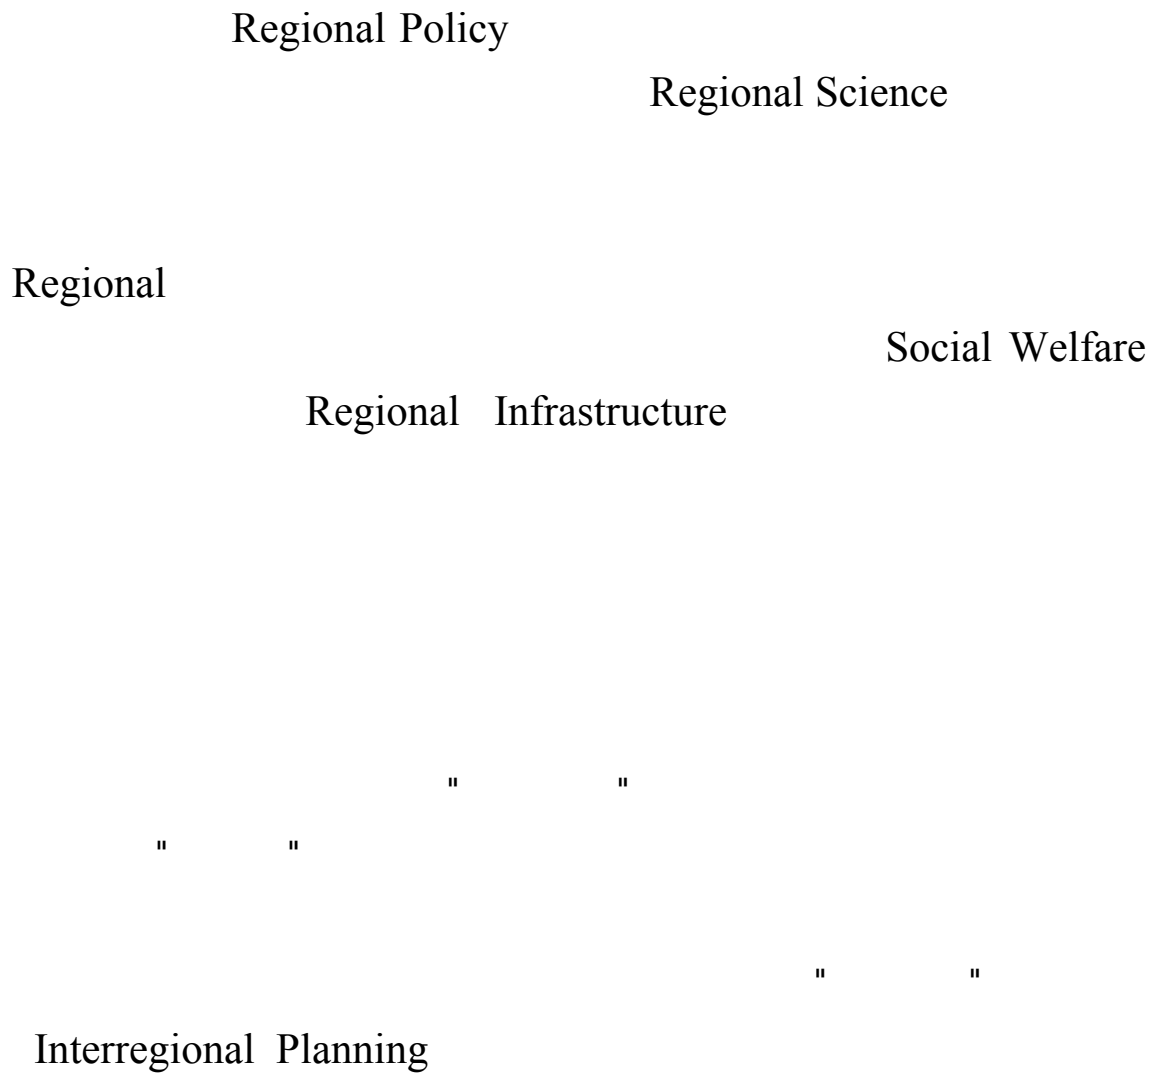 Regional Policy
Regional Science
Regional
Social Welfare
Regional Infrastructure
" "
" "
" "
Interregional Planning